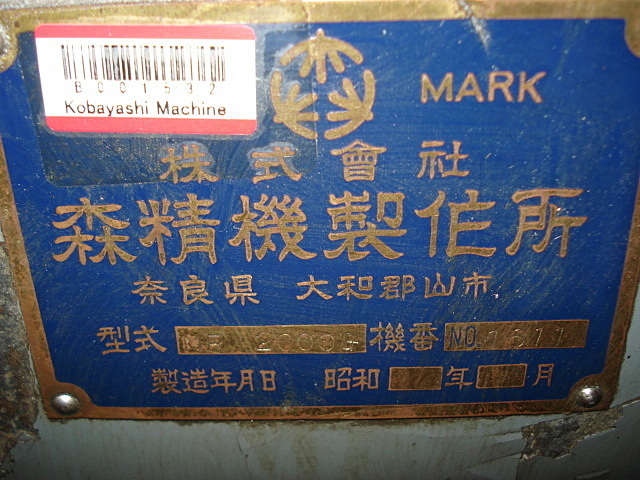 B001532
Kobayashi Machine
MARK
株式會社
森精機製作所
奈良県 大和郡山市
型式 機番 NO
製造年月日 昭和 年 月